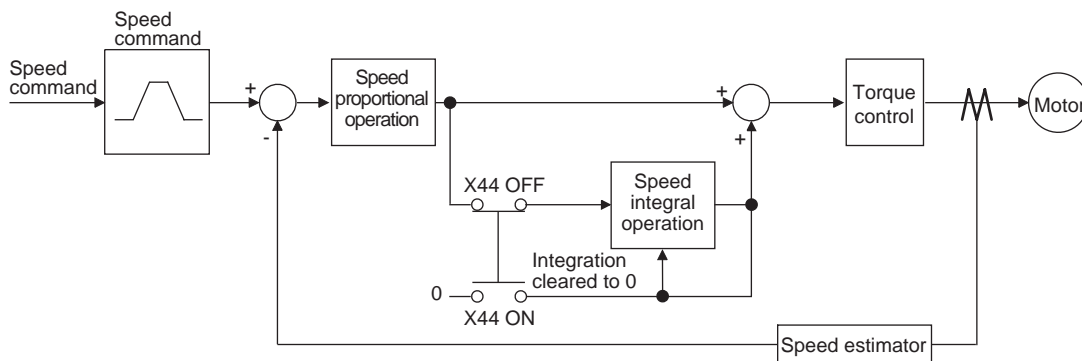 Speed
command
Speed
command
+
-
Speed
proportional
operation
+
+
Torque
control
Motor
X44 OFF
Speed
integral
operation
Integration
cleared to 0
0
X44 ON
Speed estimator